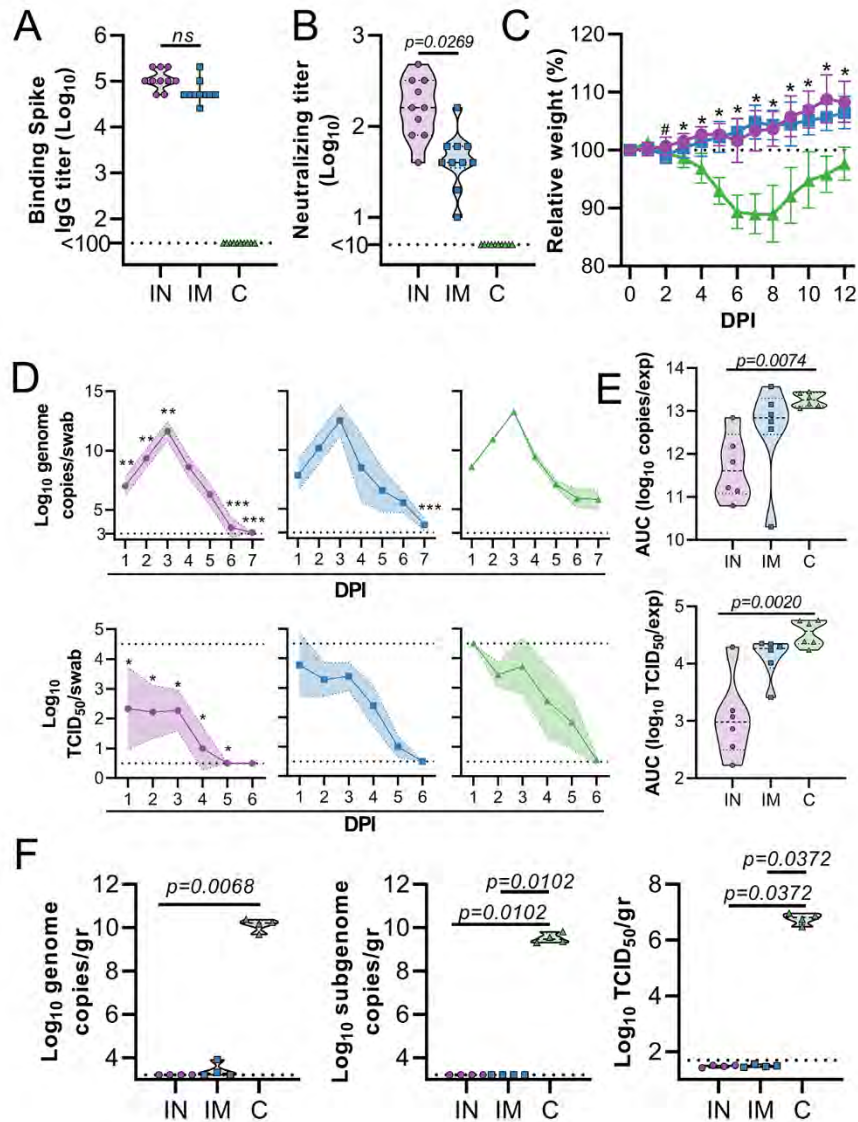 A
Binding Spike
IgG titer (Log10)
6
5
4
3
2
<100
ns
IN IM C
B
Neutralizing titer
(Log10)
3
2
1
<10
p=0.0269
IN IM C
C
Relative weight (%)
110
100
90
80
# * * * * * * * * * *
0 2 4 6 8 10 12
DPI
D
Log10 genome
copies/swab
15
10
5
3
** ** ** *** ***
***
1 2 3 4 5 6 7
1 2 3 4 5 6 7
1 2 3 4 5 6 7
DPI
Log10
TCID50/swab
5
4
3
2
1
0
* * * * *
1 2 3 4 5 6
1 2 3 4 5 6
1 2 3 4 5 6
DPI
E
AUC (log10 copies/exp)
14
13
12
11
10
p=0.0074
IN IM C
AUC (log10 TCID50/exp)
5
4
3
2
p=0.0020
IN IM C
F
Log10 genome
copies/gr
12
10
8
6
4
p=0.0068
IN IM C
Log10 subgenome
copies/gr
12
10
8
6
4
p=0.0102
p=0.0102
IN IM C
Log10 TCID50/gr
8
6
4
2
p=0.0372
p=0.0372
IN IM C